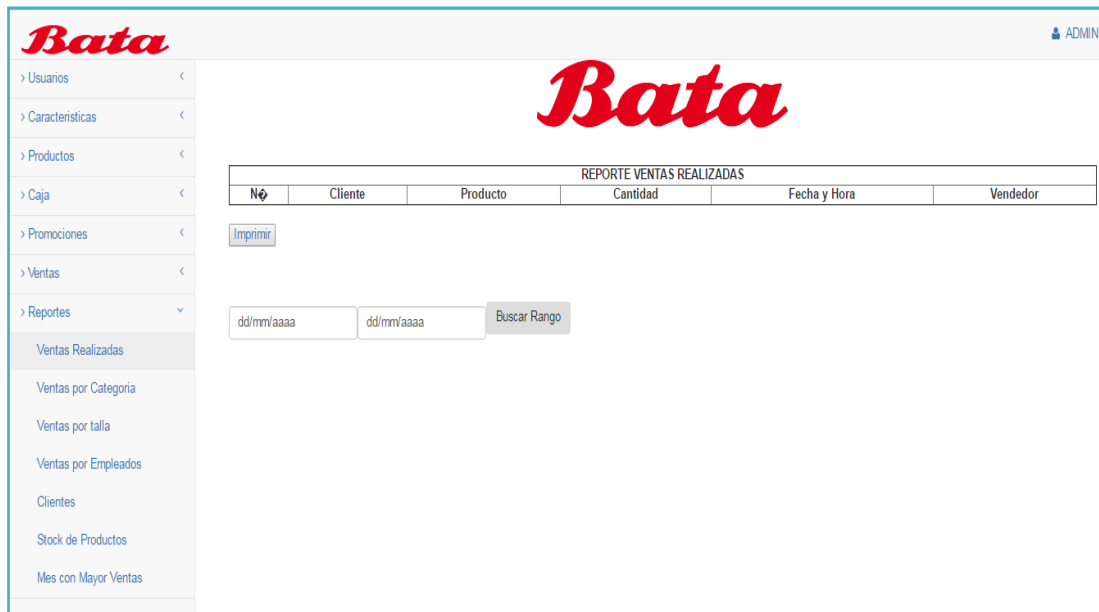 Bata
ADMIN
> Usuarios
> Caracteristicas
> Productos
> Caja
> Promociones
> Ventas
> Reportes
Ventas Realizadas
Ventas por Categoria
Ventas por talla
Ventas por Empleados
Clientes
Stock de Productos
Mes con Mayor Ventas
Bata
REPORTE VENTAS REALIZADAS
N� Cliente Producto Cantidad Fecha y Hora Vendedor
Imprimir
dd/mm/aaaa dd/mm/aaaa Buscar Rango